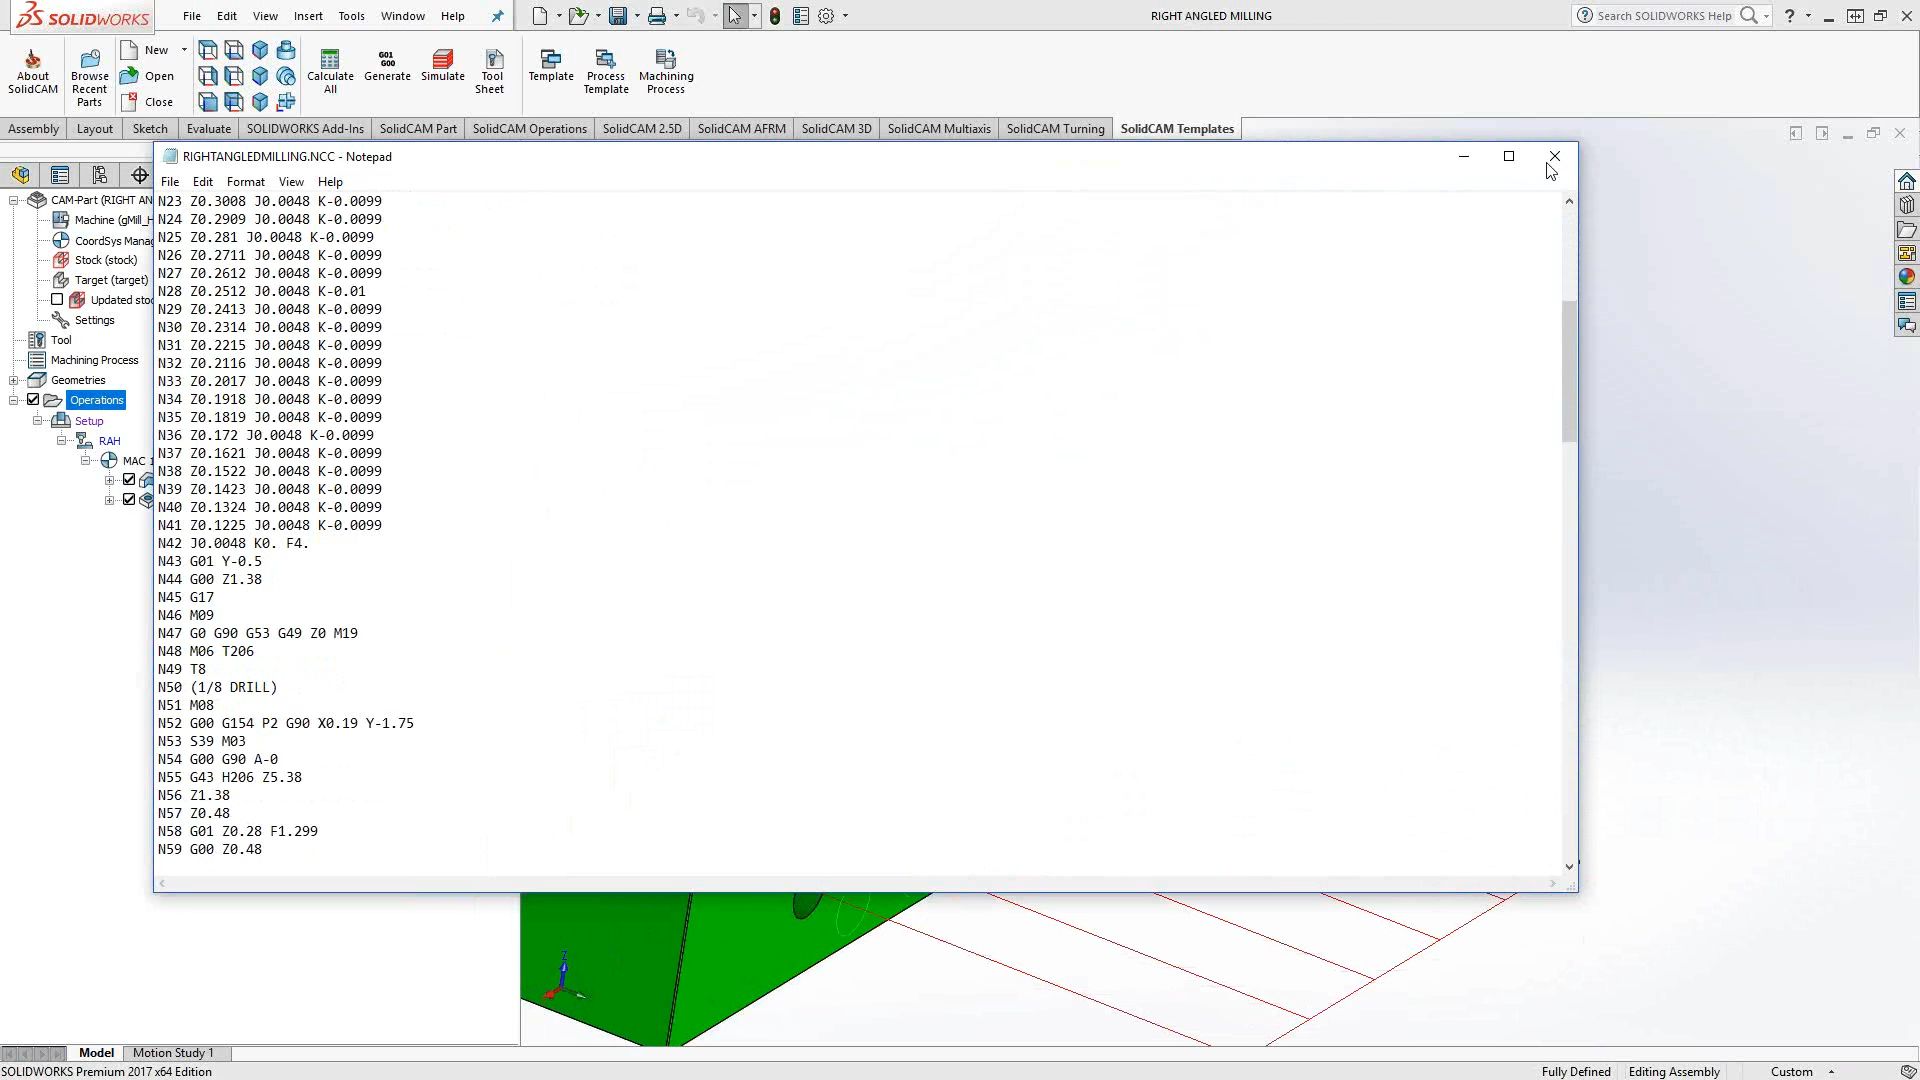 SOLIDWORKS
File Edit View Insert Tools Window Help
RIGHT ANGLED MILLING
Search SOLIDWORKS Help
About SolidCAM
Browse Recent Parts
New
Open
Close
Calculate All
G01 G00
Generate
Simulate
Tool Sheet
Template
Process Template
Machining Process
Assembly Layout Sketch Evaluate SOLIDWORKS Add-Ins SolidCAM Part SolidCAM Operations SolidCAM 2.5D SolidCAM AFRM SolidCAM 3D SolidCAM Multiaxis SolidCAM Turning SolidCAM Templates
CAM-Part (RIGHT AN
Machine (gMill_H
CoordSys Manag
Stock (stock)
Target (target)
Updated stoc
Settings
Tool
Machining Process
Geometries
Operations
Setup
RAH
MAC 1
RIGHTANGLEDMILLING.NCC - Notepad
File Edit Format View Help
N23 Z0.3008 J0.0048 K-0.0099
N24 Z0.2909 J0.0048 K-0.0099
N25 Z0.281 J0.0048 K-0.0099
N26 Z0.2711 J0.0048 K-0.0099
N27 Z0.2612 J0.0048 K-0.0099
N28 Z0.2512 J0.0048 K-0.01
N29 Z0.2413 J0.0048 K-0.0099
N30 Z0.2314 J0.0048 K-0.0099
N31 Z0.2215 J0.0048 K-0.0099
N32 Z0.2116 J0.0048 K-0.0099
N33 Z0.2017 J0.0048 K-0.0099
N34 Z0.1918 J0.0048 K-0.0099
N35 Z0.1819 J0.0048 K-0.0099
N36 Z0.172 J0.0048 K-0.0099
N37 Z0.1621 J0.0048 K-0.0099
N38 Z0.1522 J0.0048 K-0.0099
N39 Z0.1423 J0.0048 K-0.0099
N40 Z0.1324 J0.0048 K-0.0099
N41 Z0.1225 J0.0048 K-0.0099
N42 J0.0048 K0. F4.
N43 G01 Y-0.5
N44 G00 Z1.38
N45 G17
N46 M09
N47 G0 G90 G53 G49 Z0 M19
N48 M06 T206
N49 T8
N50 (1/8 DRILL)
N51 M08
N52 G00 G154 P2 G90 X0.19 Y-1.75
N53 S39 M03
N54 G00 G90 A-0
N55 G43 H206 Z5.38
N56 Z1.38
N57 Z0.48
N58 G01 Z0.28 F1.299
N59 G00 Z0.48
Z
Model Motion Study 1
SOLIDWORKS Premium 2017 x64 Edition
Fully Defined Editing Assembly Custom